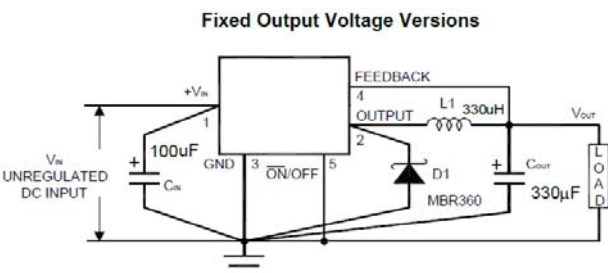 Fixed Output Voltage Versions
FEEDBACK
+VIN
4
L1 330uH
VOUT
OUTPUT
1
2
100uF
VIN
UNREGULATED
DC INPUT
+
CIN
GND
3
ON/OFF
5
D1
MBR360
+
COUT
330µF
LOAD